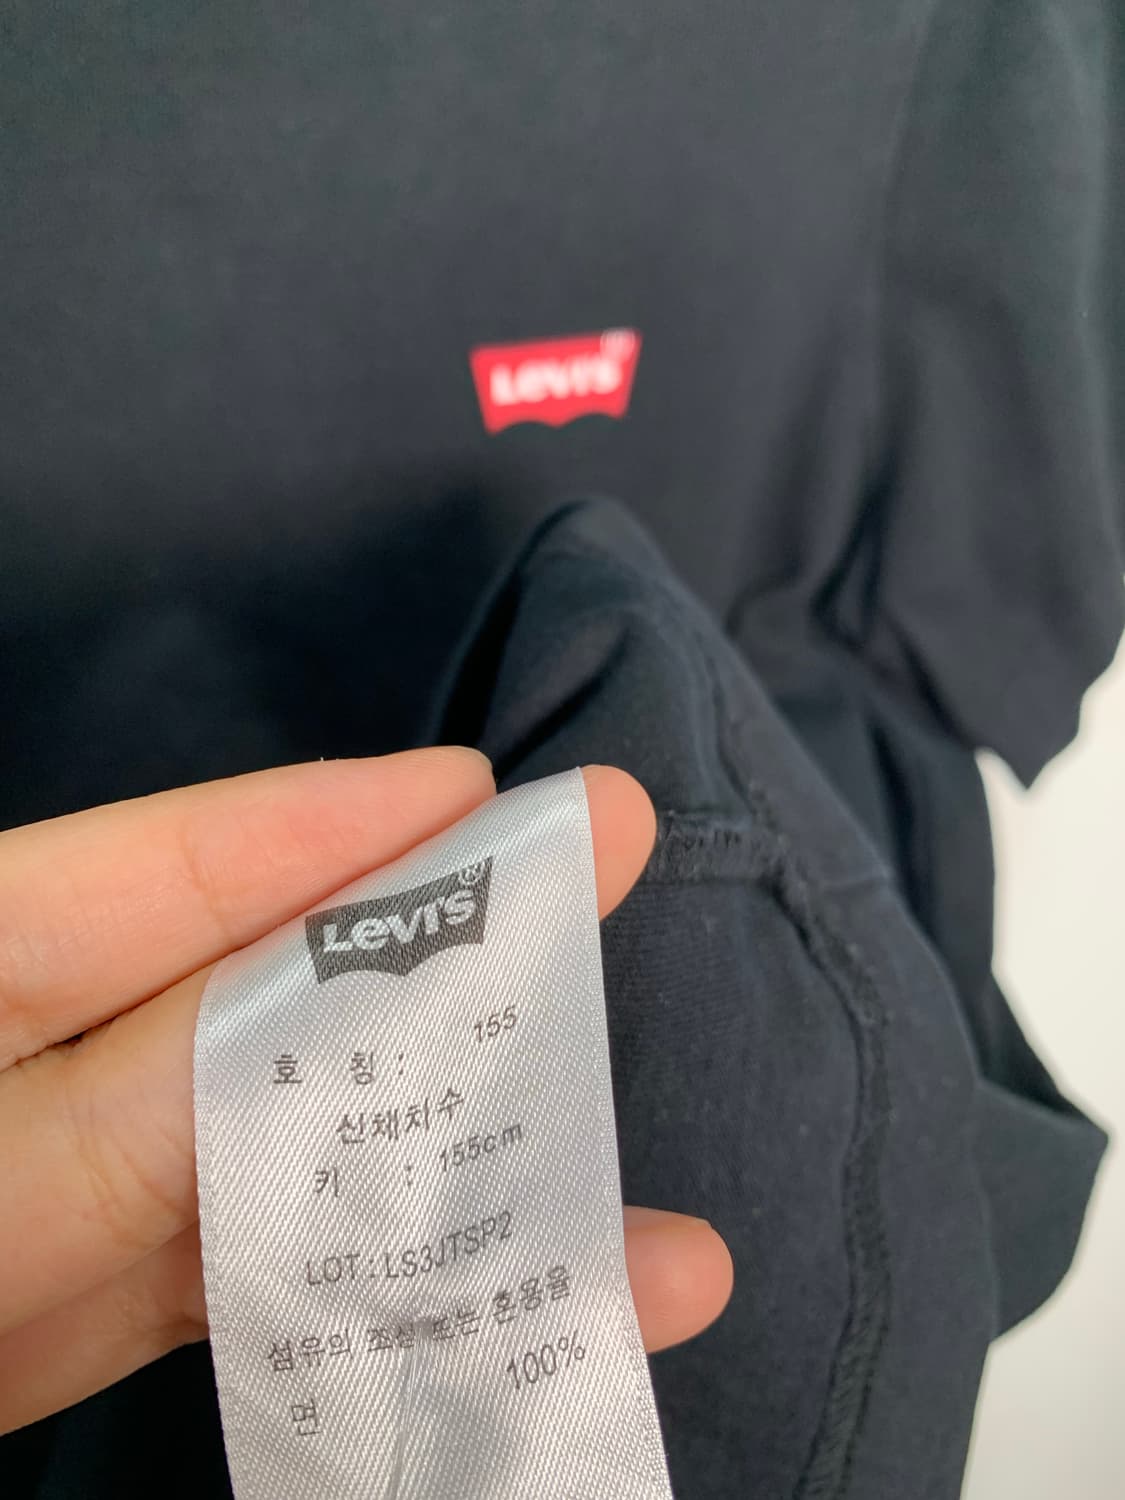 Levi's®
Levi's®
호 칭 : 155
신체치수
키 : 155cm
LOT : LS3JTSP2
섬유의 조성 또는 혼용율
면 100%